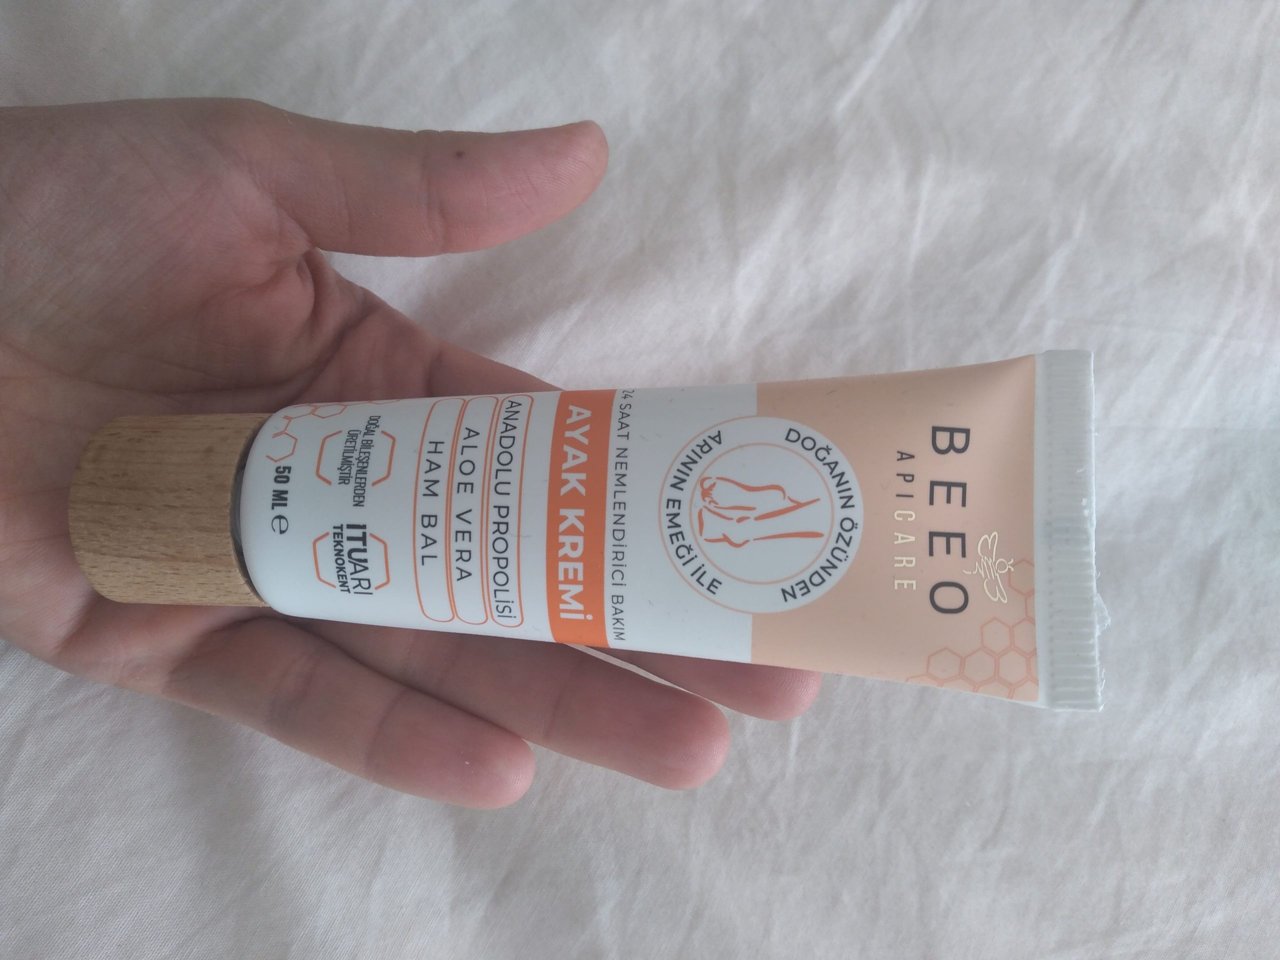 BEEO
APICARE
DOĞANIN ÖZÜNDEN
ARININ EMEĞİ İLE
24 SAAT NEMLENDİRİCİ BAKIM
AYAK KREMİ
ANADOLU PROPOLİSİ
ALOE VERA
HAM BAL
DOĞAL BİLEŞENLERDEN
ÜRETİLMİŞTİR
ITUARI
TEKNOKENT
50 ML e